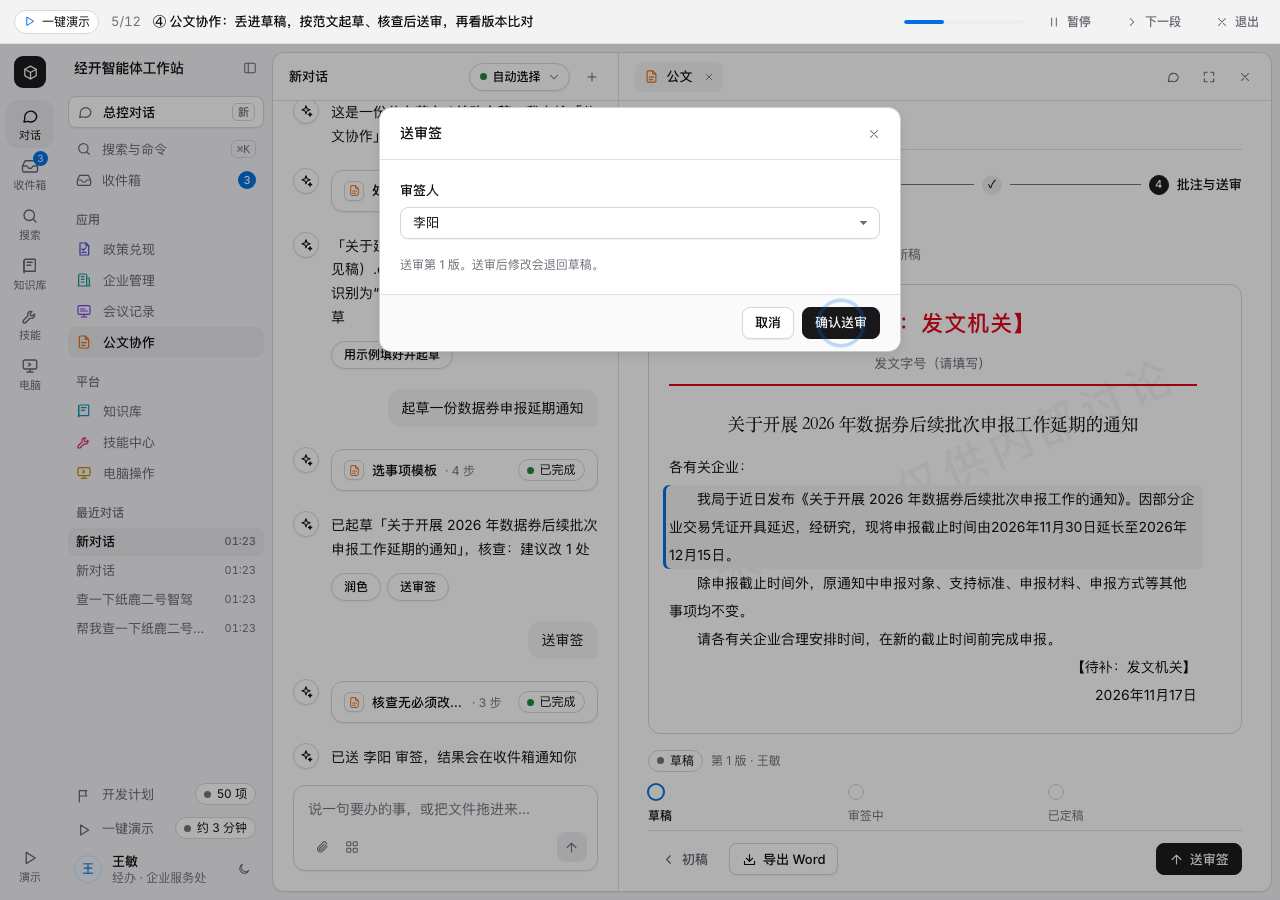 一键演示 5/12 ④ 公文协作：丢进草稿，按范文起草、核查后送审，再看版本比对 暂停 下一段 退出
经开智能体工作站
总控对话 新
搜索与命令 ⌘K
收件箱 3
应用
政策兑现
企业管理
会议记录
公文协作
平台
知识库
技能中心
电脑操作
最近对话
新对话 01:23
新对话 01:23
查一下纸鹿二号智驾 01:23
帮我查一下纸鹿二号... 01:23
开发计划 50 项
一键演示 约 3 分钟
王 王敏
经办 · 企业服务处
对话
3
收件箱
搜索
知识库
技能
电脑
演示
新对话 自动选择
文协作」
「关于
见稿）.
识别为“
草
用示例填好并起草
起草一份数据券申报延期通知
选事项模板 · 4 步 已完成
已起草「关于开展 2026 年数据券后续批次
申报工作延期的通知」，核查：建议改 1 处
润色 送审签
送审签
核查无必须改... · 3 步 已完成
已送 李阳 审签，结果会在收件箱通知你
说一句要办的事，或把文件拖进来...
送审签
审签人
李阳
送审第 1 版。送审后修改会退回草稿。
取消 确认送审
公文
4 批注与送审
稿
：发文机关】
发文字号（请填写）
关于开展 2026 年数据券后续批次申报工作延期的通知
各有关企业：
我局于近日发布《关于开展 2026 年数据券后续批次申报工作的通知》。因部分企
业交易凭证开具延迟，经研究，现将申报截止时间由2026年11月30日延长至2026年
12月15日。
除申报截止时间外，原通知中申报对象、支持标准、申报材料、申报方式等其他
事项均不变。
请各有关企业合理安排时间，在新的截止时间前完成申报。
【待补：发文机关】
2026年11月17日
仅供内部讨论
草稿 第 1 版 · 王敏
草稿 审签中 已定稿
初稿 导出 Word 送审签